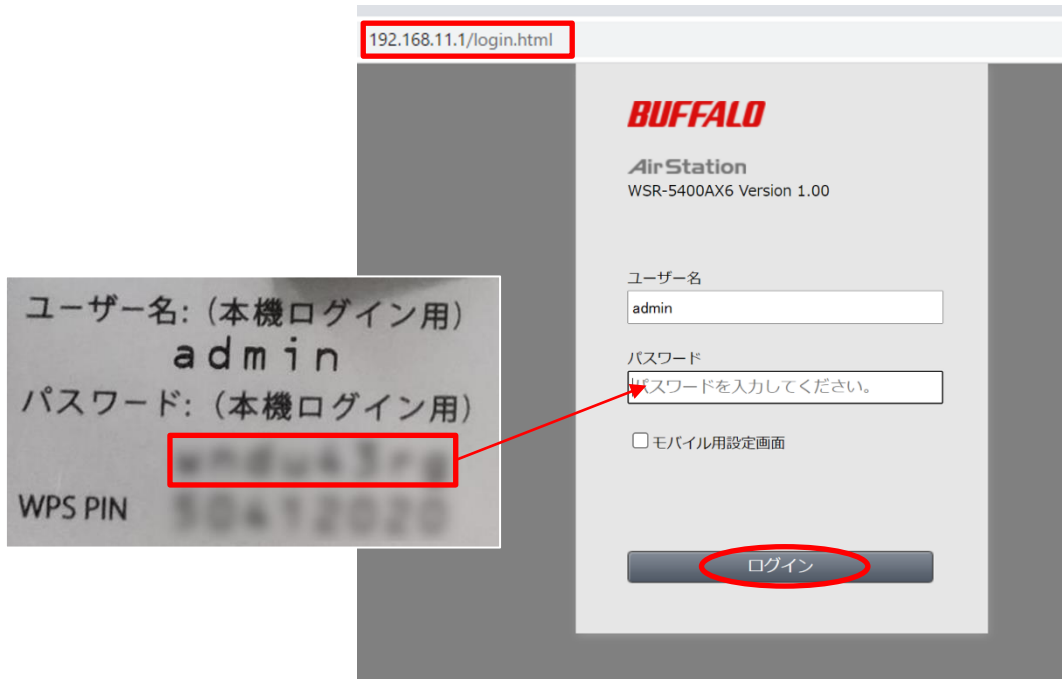 192.168.11.1/login.html
BUFFALO
AirStation
WSR-5400AX6 Version 1.00
ユーザー名
admin
パスワード
パスワードを入力してください。
モバイル用設定画面
ログイン
ユーザー名:(本機ログイン用)
admin
パスワード:(本機ログイン用)
WPS PIN